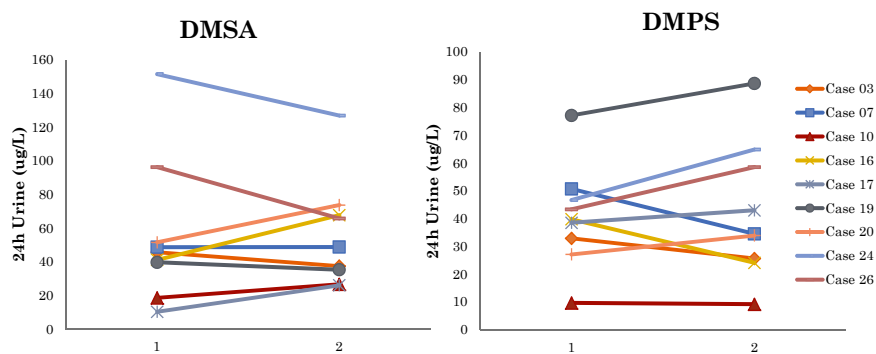 DMSA
24h Urine (ug/L)
160
140
120
100
80
60
40
20
0
1
2
DMPS
24h Urine (ug/L)
100
90
80
70
60
50
40
30
20
10
0
1
2
Case 03
Case 07
Case 10
Case 16
Case 17
Case 19
Case 20
Case 24
Case 26